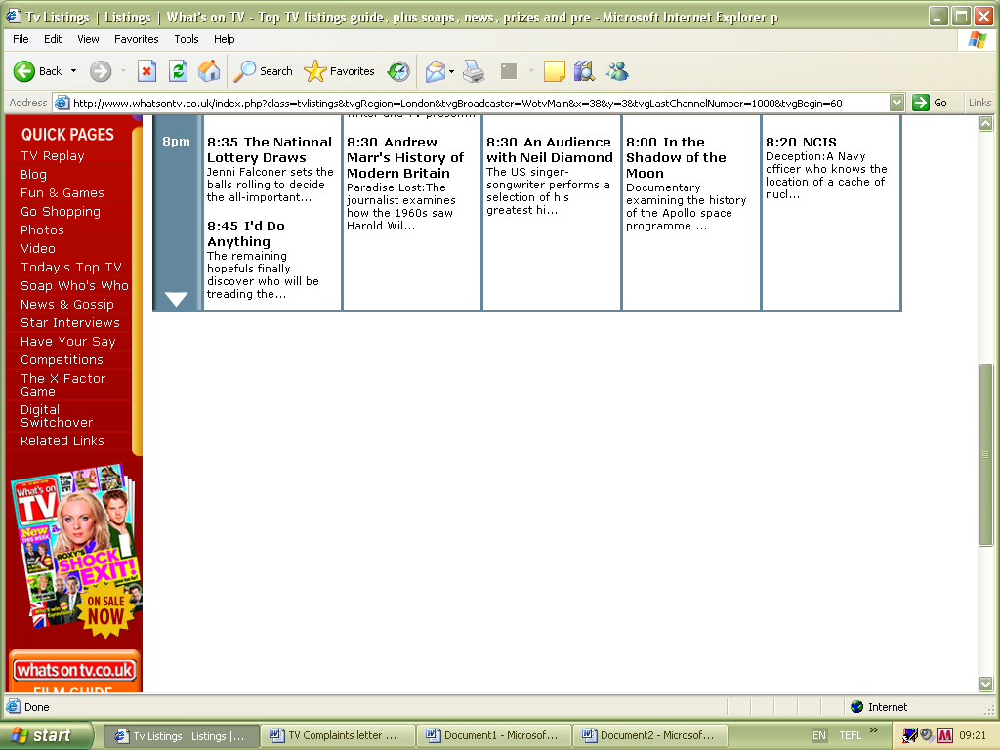 Tv Listings | Listings | What's on TV - Top TV listings guide, plus soaps, news, prizes and pre - Microsoft Internet Explorer p
File Edit View Favorites Tools Help
Back Search Favorites
Address http://www.whatsontv.co.uk/index.php?class=tvlistings&tvgRegion=London&tvgBroadcaster=WotvMain&x=38&y=3&tvgLastChannelNumber=1000&tvgBegin=60 Go Links
QUICK PAGES
TV Replay
Blog
Fun & Games
Go Shopping
Photos
Video
Today's Top TV
Soap Who's Who
News & Gossip
Star Interviews
Have Your Say
Competitions
The X Factor
Game
Digital
Switchover
Related Links
What's on
TV
New
THIS WEEK
ROXY'S
SHOCK
EXIT!
ON SALE
NOW
whatsontv.co.uk
FILM GUIDE
8pm
8:35 The National
Lottery Draws
Jenni Falconer sets the
balls rolling to decide
the all-important...
8:45 I'd Do
Anything
The remaining
hopefuls finally
discover who will be
treading the...
writer and TV presenn...
8:30 Andrew
Marr's History of
Modern Britain
Paradise Lost:The
journalist examines
how the 1960s saw
Harold Wil...
8:30 An Audience
with Neil Diamond
The US singer-
songwriter performs a
selection of his
greatest hi...
8:00 In the
Shadow of the
Moon
Documentary
examining the history
of the Apollo space
programme ...
8:20 NCIS
Deception:A Navy
officer who knows the
location of a cache of
nucl...
Done Internet
start Tv Listings | Listings |... TV Complaints letter ... Document1 - Microsof... Document2 - Microsof... EN TEFL » 09:21